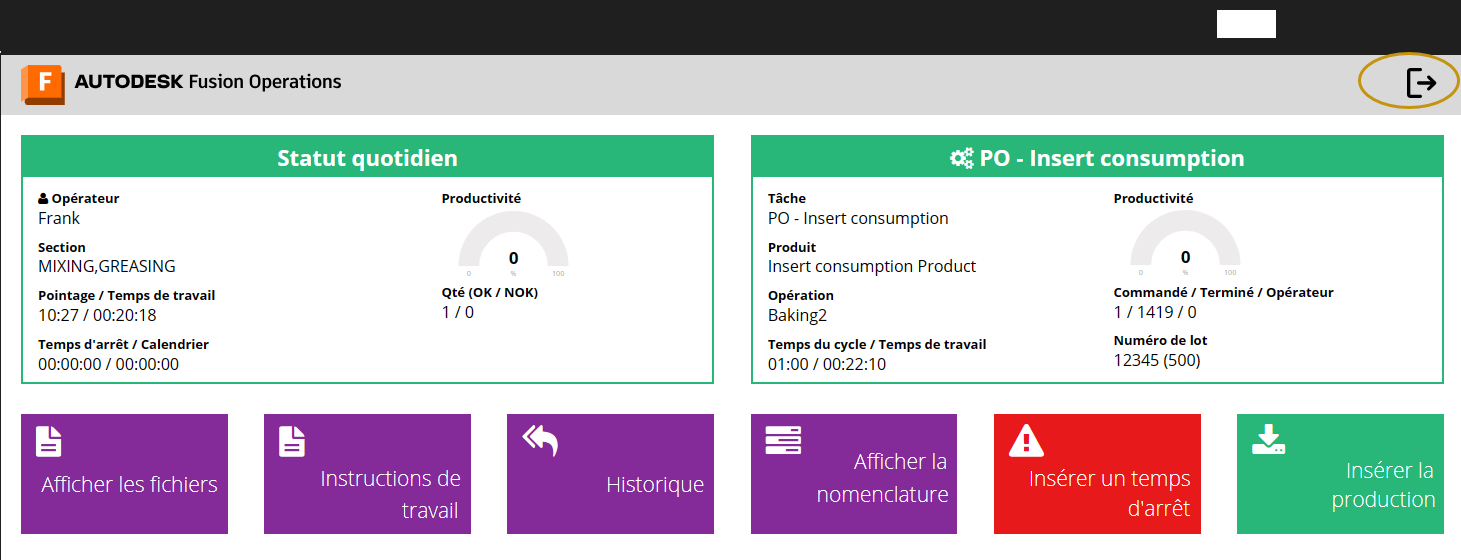 F AUTODESK Fusion Operations
Statut quotidien
Opérateur
Frank
Section
MIXING,GREASING
Pointage / Temps de travail
10:27 / 00:20:18
Temps d'arrêt / Calendrier
00:00:00 / 00:00:00
Productivité
0
0 % 100
Qté (OK / NOK)
1 / 0
PO - Insert consumption
Tâche
PO - Insert consumption
Produit
Insert consumption Product
Opération
Baking2
Temps du cycle / Temps de travail
01:00 / 00:22:10
Productivité
0
0 % 100
Commandé / Terminé / Opérateur
1 / 1419 / 0
Numéro de lot
12345 (500)
Afficher les fichiers
Instructions de
travail
Historique
Afficher la
nomenclature
Insérer un temps
d'arrêt
Insérer la
production